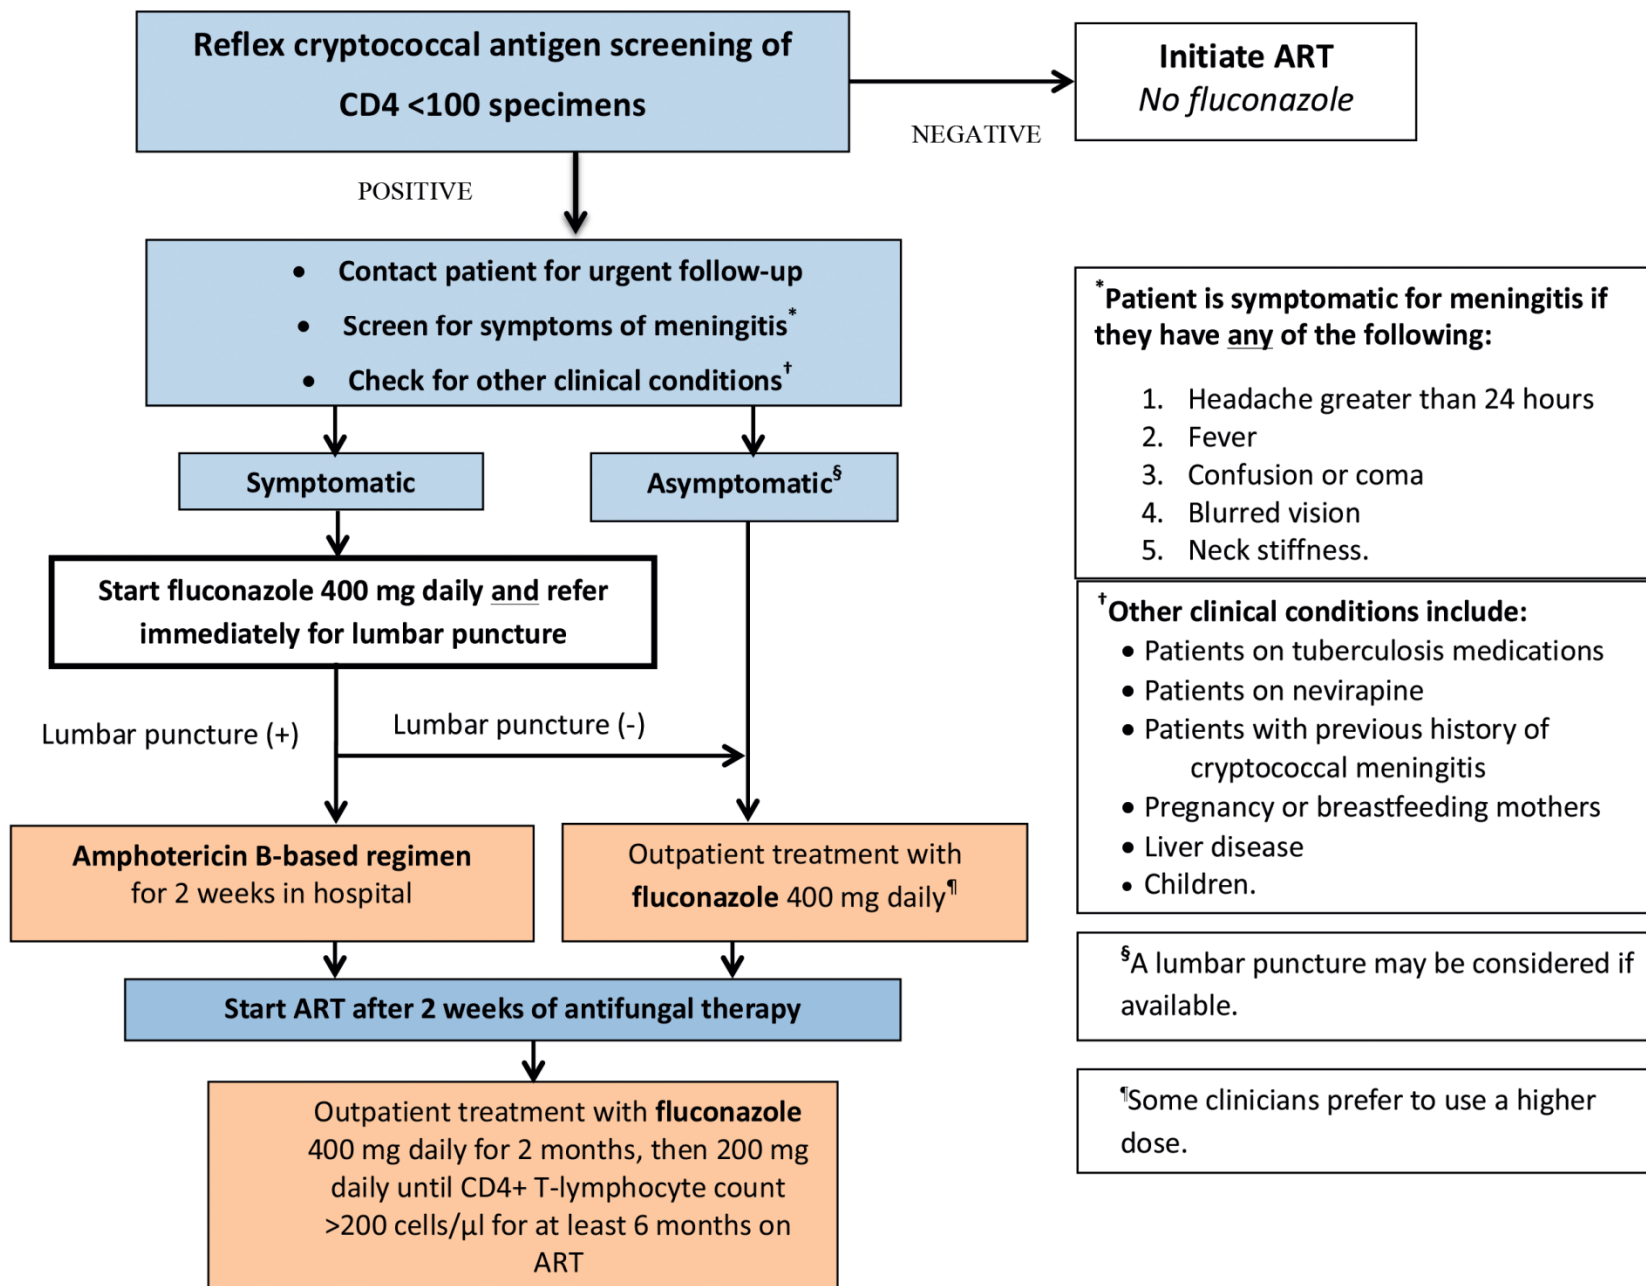 Reflex cryptococcal antigen screening of
CD4 <100 specimens
NEGATIVE
Initiate ART
No fluconazole
POSITIVE
• Contact patient for urgent follow-up
• Screen for symptoms of meningitis*
• Check for other clinical conditions†
Symptomatic
Asymptomatic§
Start fluconazole 400 mg daily and refer
immediately for lumbar puncture
Lumbar puncture (+)
Lumbar puncture (-)
Amphotericin B-based regimen
for 2 weeks in hospital
Outpatient treatment with
fluconazole 400 mg daily¶
Start ART after 2 weeks of antifungal therapy
Outpatient treatment with fluconazole
400 mg daily for 2 months, then 200 mg
daily until CD4+ T-lymphocyte count
>200 cells/µl for at least 6 months on
ART
*Patient is symptomatic for meningitis if
they have any of the following:
1. Headache greater than 24 hours
2. Fever
3. Confusion or coma
4. Blurred vision
5. Neck stiffness.
†Other clinical conditions include:
• Patients on tuberculosis medications
• Patients on nevirapine
• Patients with previous history of
cryptococcal meningitis
• Pregnancy or breastfeeding mothers
• Liver disease
• Children.
§A lumbar puncture may be considered if
available.
¶Some clinicians prefer to use a higher
dose.